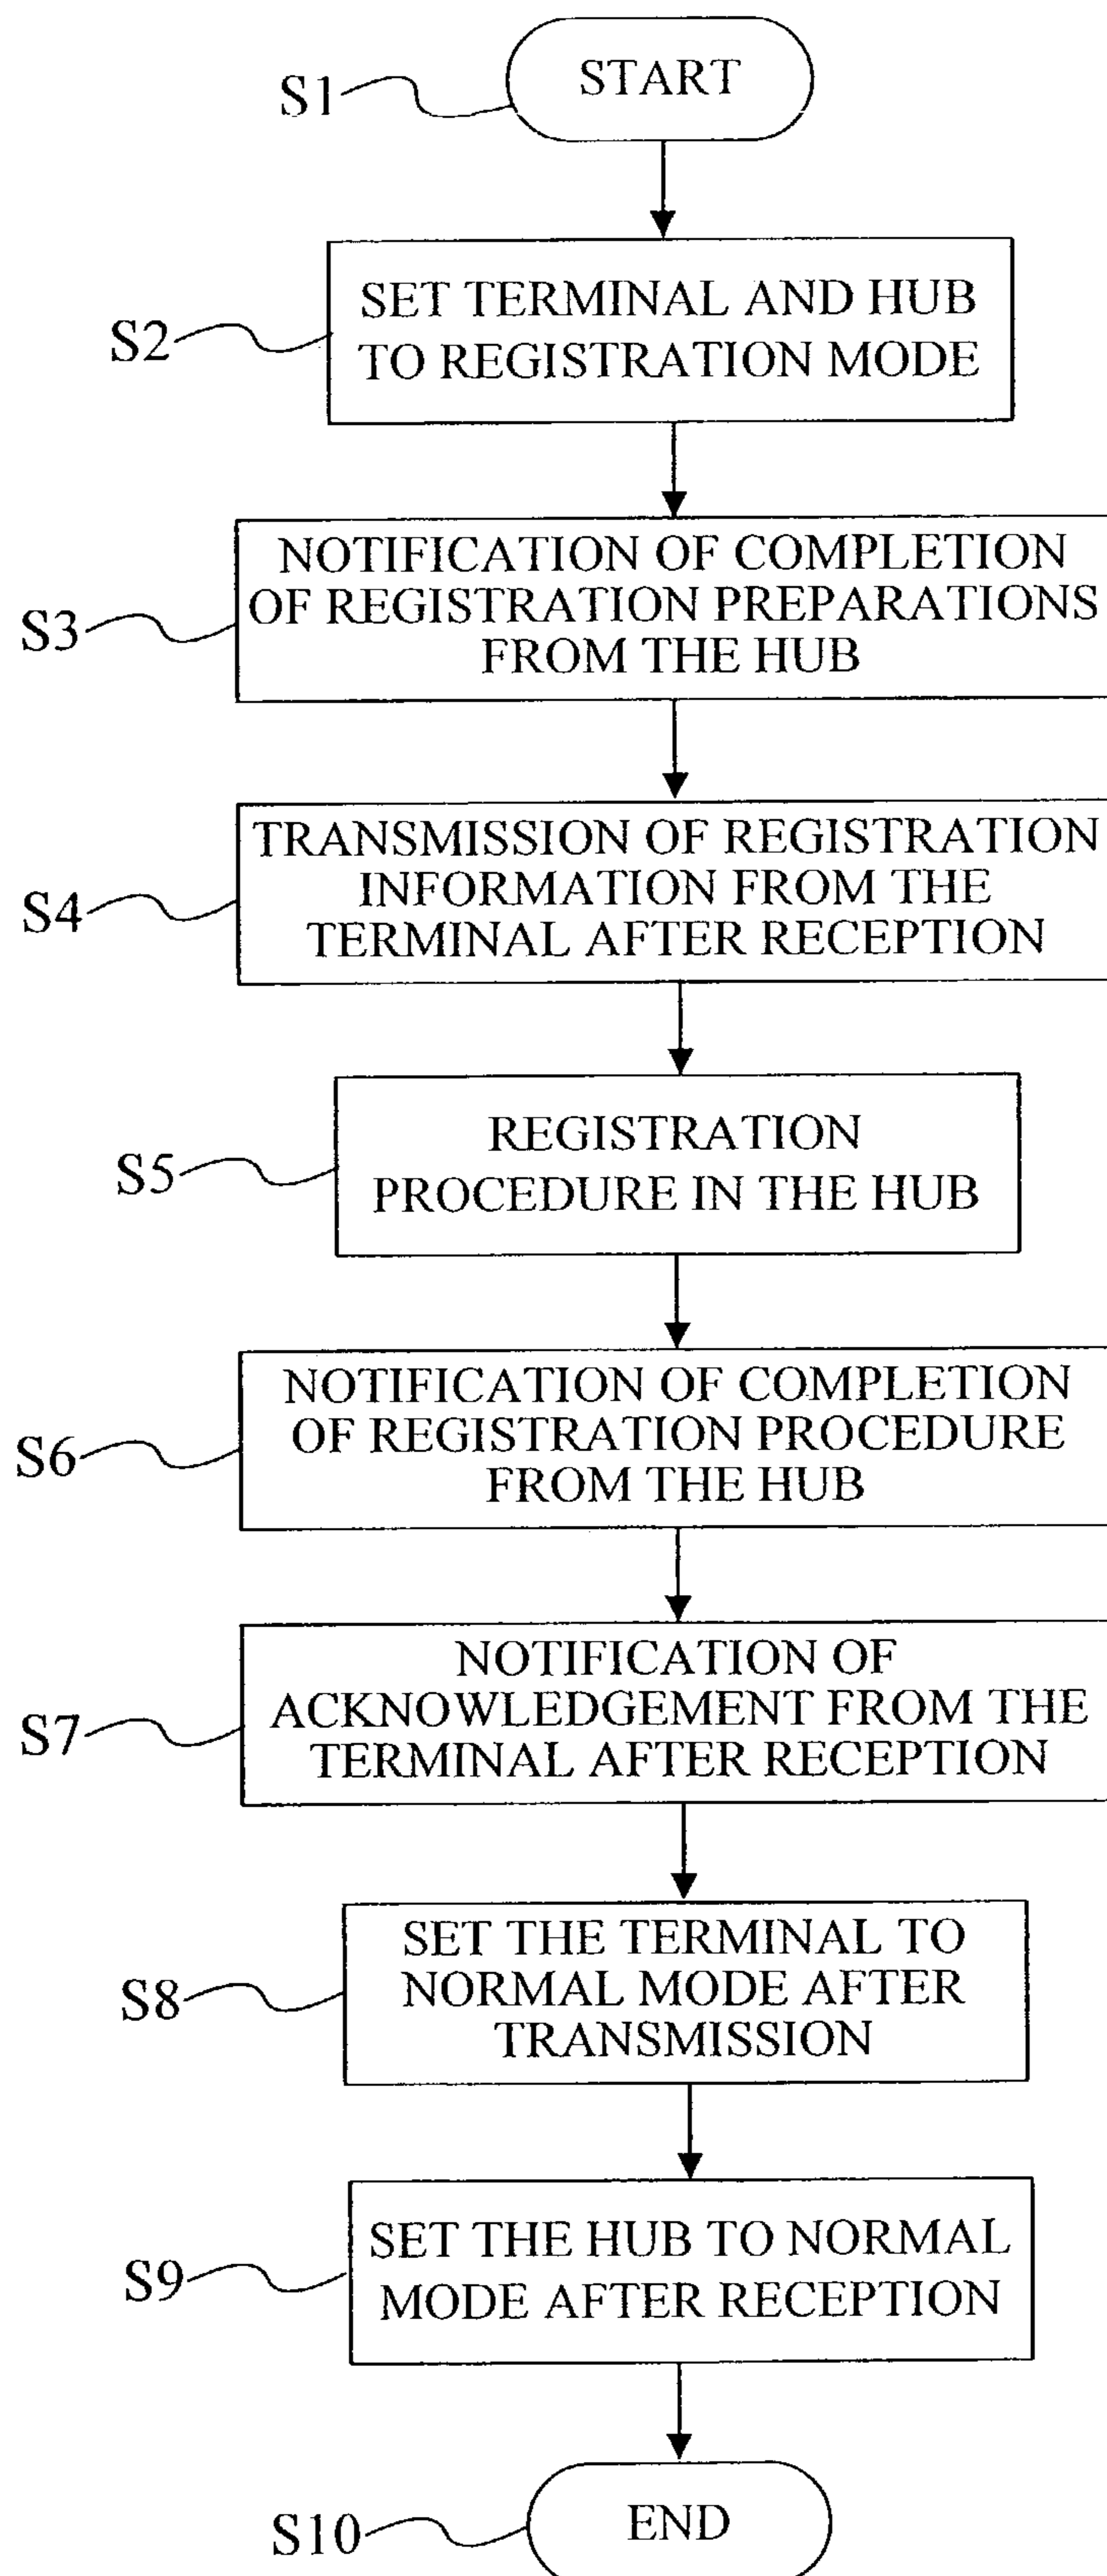 START
S1
SET TERMINAL AND HUB
TO REGISTRATION MODE
S2
NOTIFICATION OF COMPLETION
OF REGISTRATION PREPARATIONS
FROM THE HUB
S3
TRANSMISSION OF REGISTRATION
INFORMATION FROM THE
TERMINAL AFTER RECEPTION
S4
REGISTRATION
PROCEDURE IN THE HUB
S5
NOTIFICATION OF COMPLETION
OF REGISTRATION PROCEDURE
FROM THE HUB
S6
NOTIFICATION OF
ACKNOWLEDGEMENT FROM THE
TERMINAL AFTER RECEPTION
S7
SET THE TERMINAL TO
NORMAL MODE AFTER
TRANSMISSION
S8
SET THE HUB TO NORMAL
MODE AFTER RECEPTION
S9
END
S10